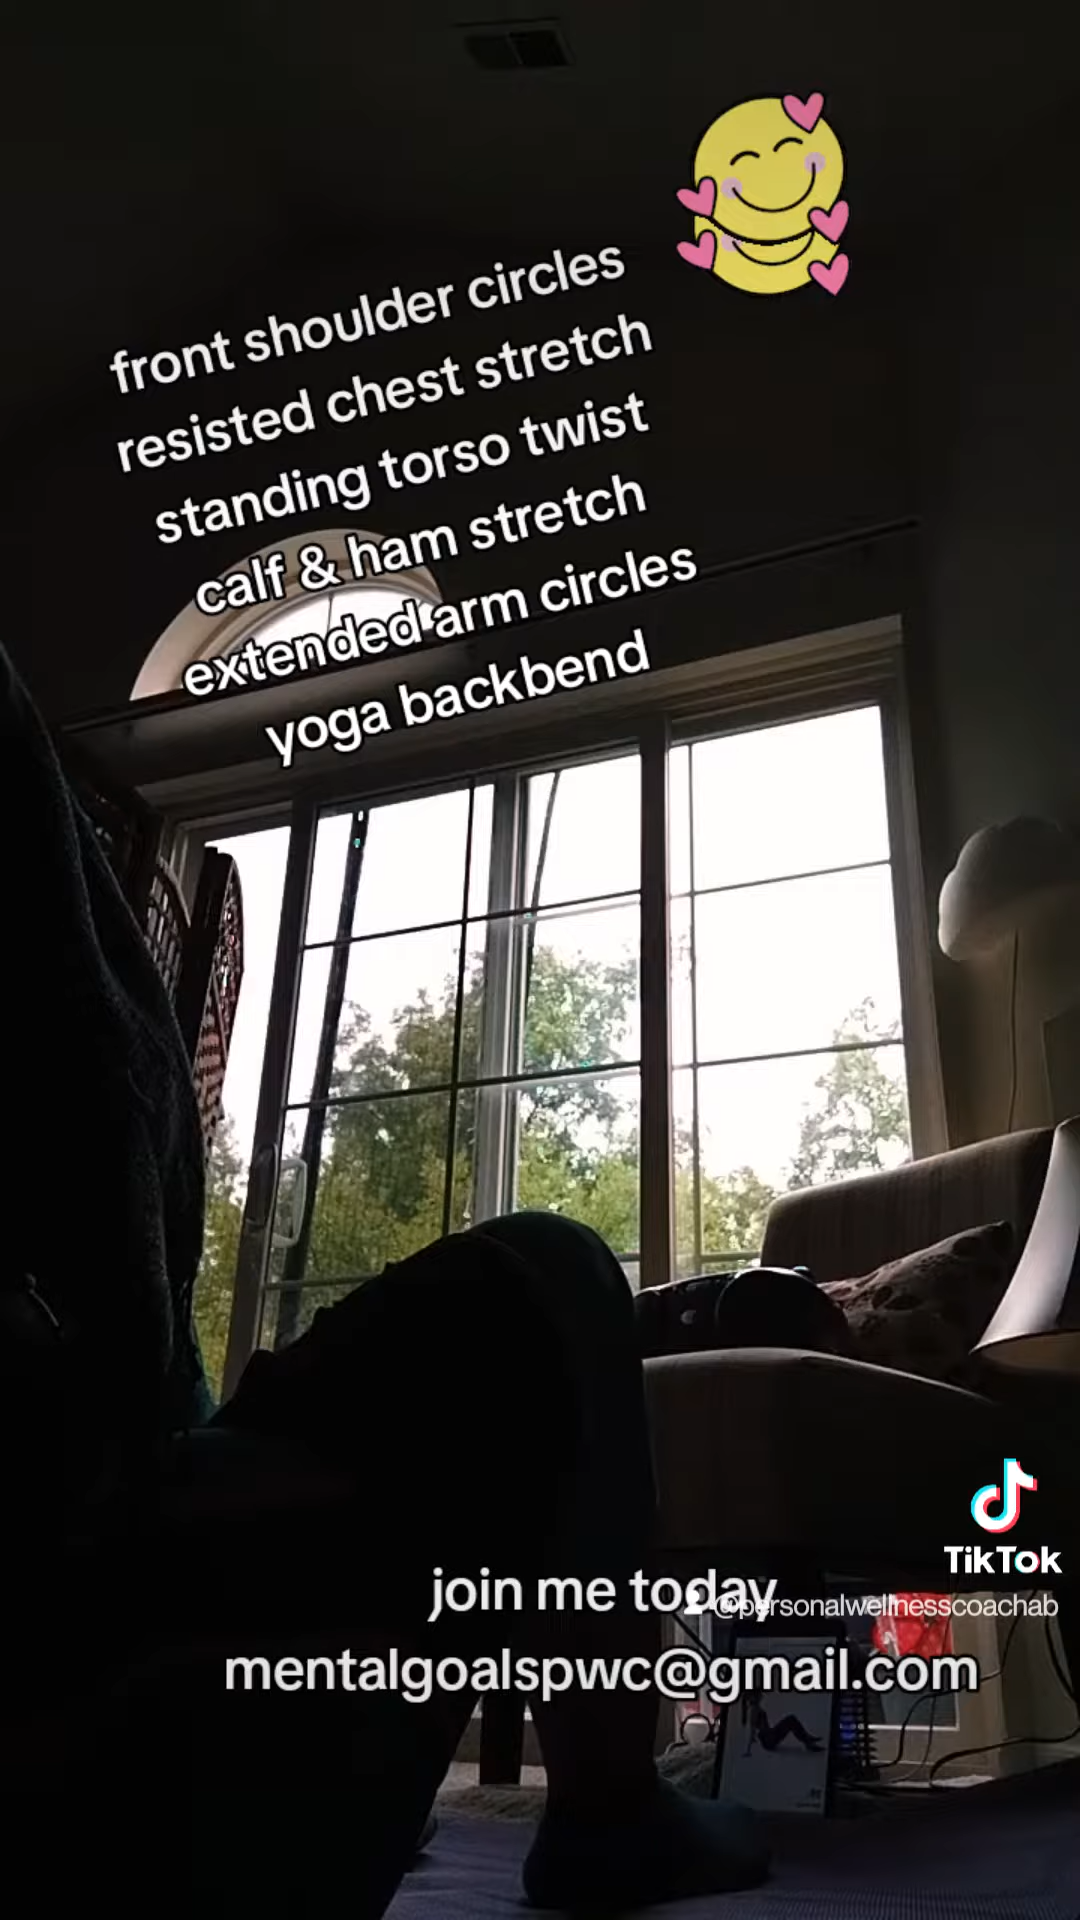 front shoulder circles
resisted chest stretch
standing torso twist
calf & ham stretch
extended arm circles
yoga backbend
TikTok
@personalwellnesscoachab
join me today
mentalgoalspwc@gmail.com